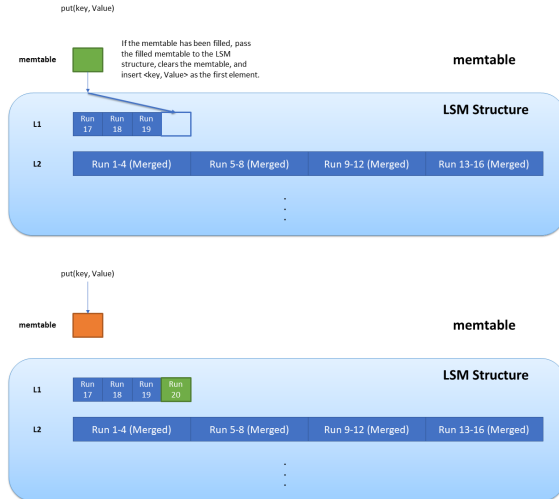 put(key, Value)
If the memtable has been filled, pass
the filled memtable to the LSM
structure, clears the memtable, and
insert <key, Value> as the first element.
memtable
memtable
LSM Structure
L1
Run
17
Run
18
Run
19
L2
Run 1-4 (Merged)
Run 5-8 (Merged)
Run 9-12 (Merged)
Run 13-16 (Merged)
.
.
.
put(key, Value)
memtable
memtable
LSM Structure
L1
Run
17
Run
18
Run
19
Run
20
L2
Run 1-4 (Merged)
Run 5-8 (Merged)
Run 9-12 (Merged)
Run 13-16 (Merged)
.
.
.